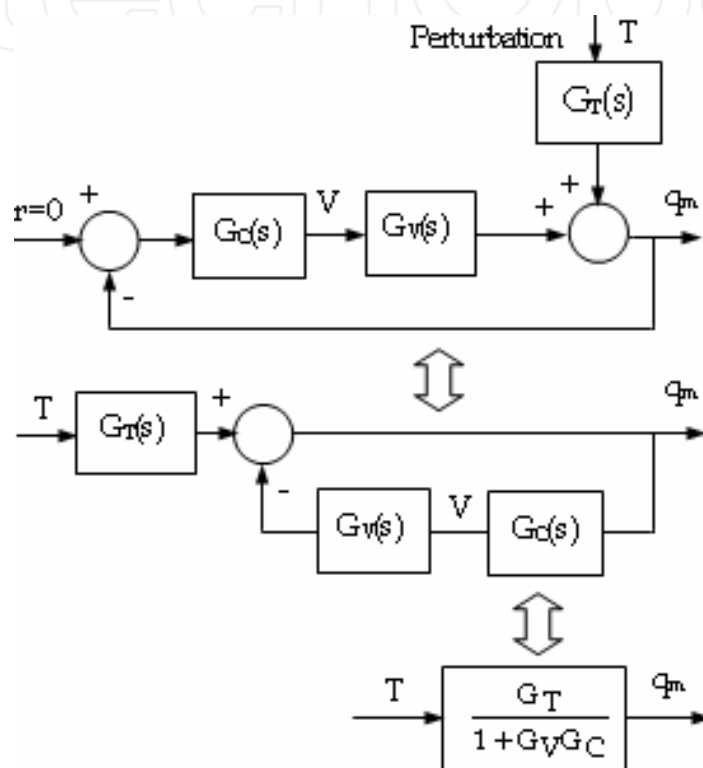 Perturbation T
GT(s)
r=0 + GC(s) V GV(s) + + qm
-
T GT(s) + qm
- GV(s) V GC(s)
T GT qm
1+GVGC